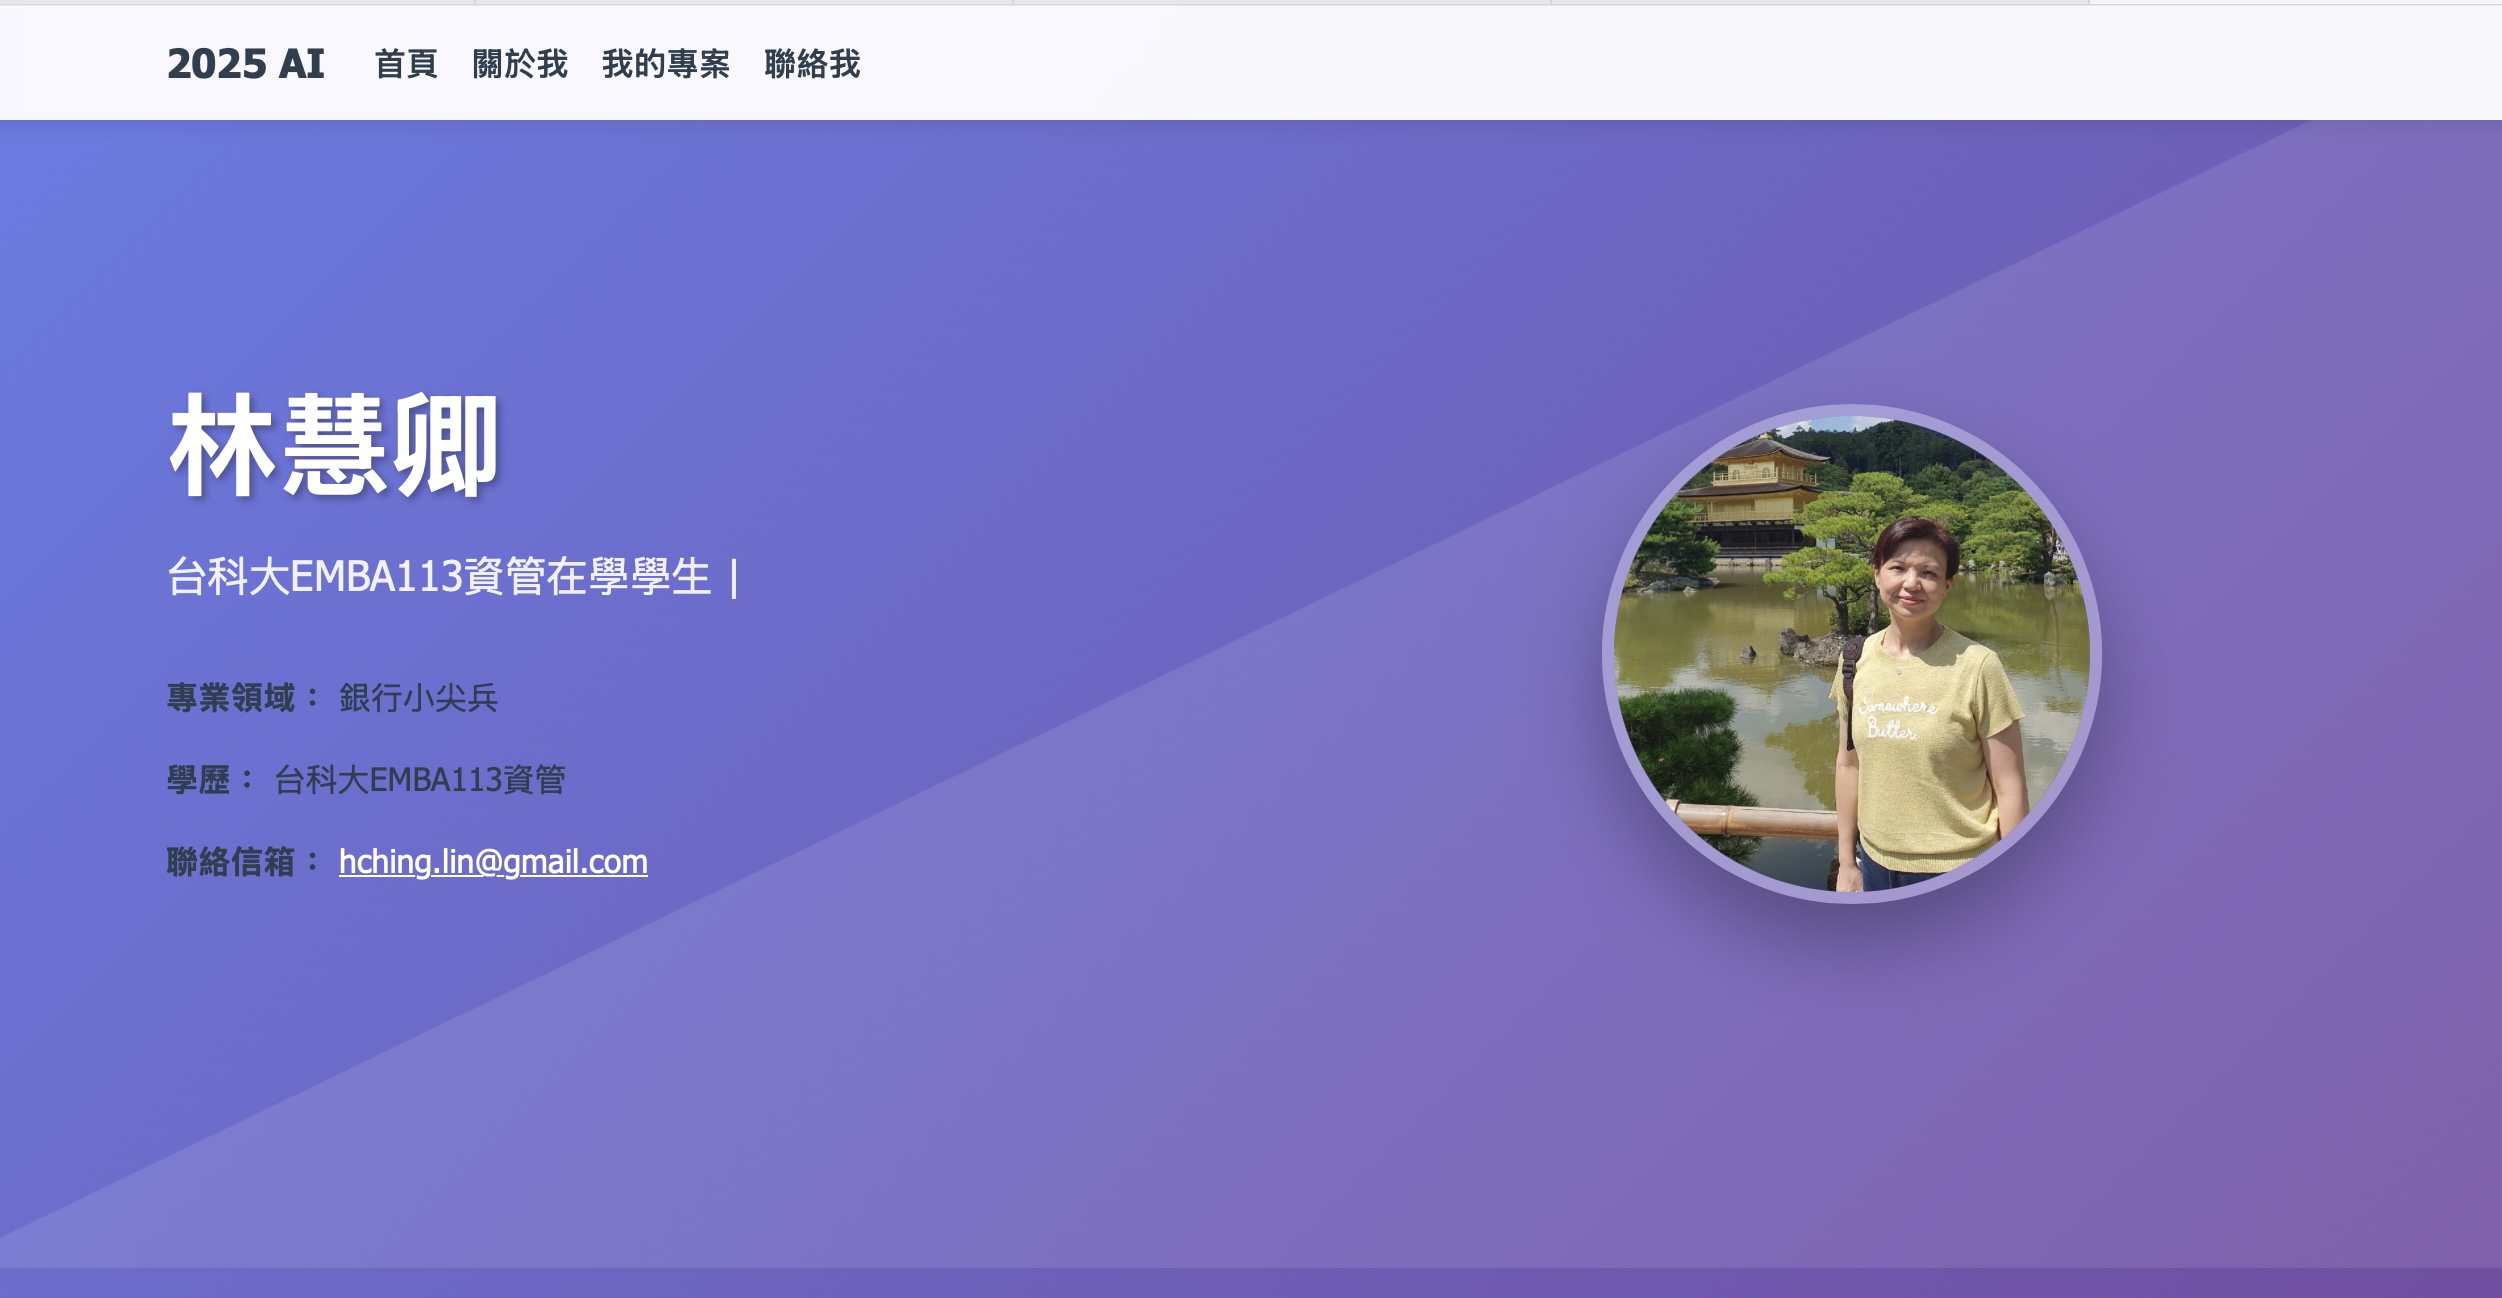 2025 AI 首頁 關於我 我的專案 聯絡我
林慧卿
台科大EMBA113資管在學學生 |
專業領域： 銀行小尖兵
學歷： 台科大EMBA113資管
聯絡信箱： hching.lin@gmail.com
Somewhere
Butter.